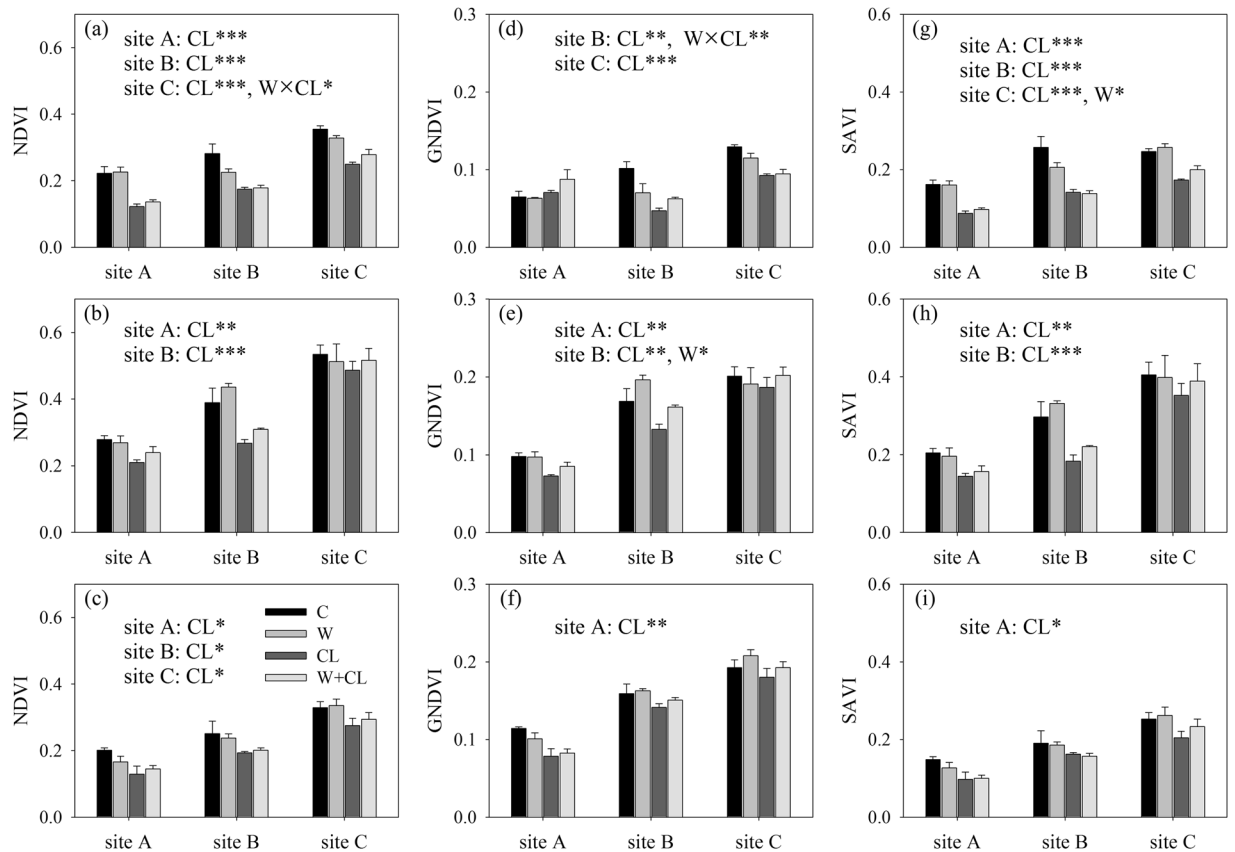 (a)
site A: CL***
site B: CL***
site C: CL***, W×CL*
NDVI
0.6
0.4
0.2
0.0
site A site B site C
(d)
site B: CL**, W×CL**
site C: CL***
GNDVI
0.3
0.2
0.1
0.0
site A site B site C
(g)
site A: CL***
site B: CL***
site C: CL***, W*
SAVI
0.6
0.4
0.2
0.0
site A site B site C
(b)
site A: CL**
site B: CL***
NDVI
0.6
0.4
0.2
0.0
site A site B site C
(e)
site A: CL**
site B: CL**, W*
GNDVI
0.3
0.2
0.1
0.0
site A site B site C
(h)
site A: CL**
site B: CL***
SAVI
0.6
0.4
0.2
0.0
site A site B site C
(c)
site A: CL*
site B: CL*
site C: CL*
C
W
CL
W+CL
NDVI
0.6
0.4
0.2
0.0
site A site B site C
(f)
site A: CL**
GNDVI
0.3
0.2
0.1
0.0
site A site B site C
(i)
site A: CL*
SAVI
0.6
0.4
0.2
0.0
site A site B site C